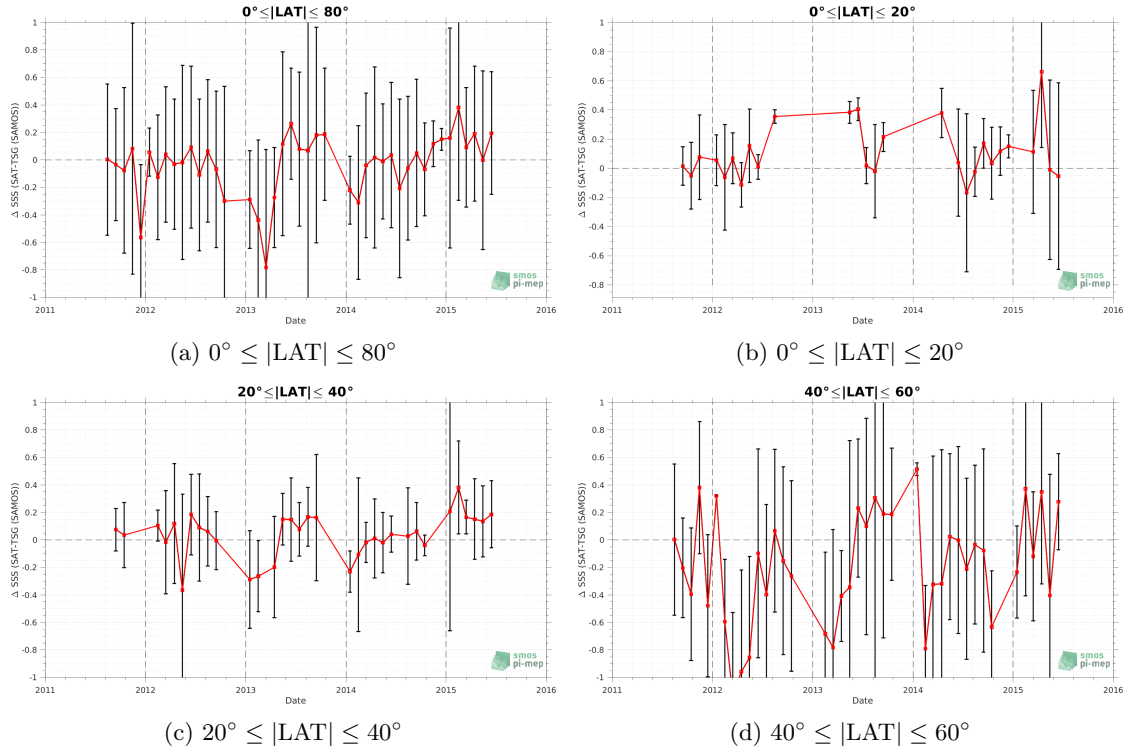 0°≤|LAT|≤ 80°
1
0.8
0.6
0.4
0.2
0
-0.2
-0.4
-0.6
-0.8
-1
Δ SSS (SAT-TSG (SAMOS))
2011 2012 2013 2014 2015 2016
Date
smos
pi-mep
(a) 0° ≤ |LAT| ≤ 80°
0°≤|LAT|≤ 20°
1
0.8
0.6
0.4
0.2
0
-0.2
-0.4
-0.6
-0.8
Δ SSS (SAT-TSG (SAMOS))
2011 2012 2013 2014 2015 2016
Date
smos
pi-mep
(b) 0° ≤ |LAT| ≤ 20°
20°≤|LAT|≤ 40°
1
0.8
0.6
0.4
0.2
0
-0.2
-0.4
-0.6
-0.8
-1
Δ SSS (SAT-TSG (SAMOS))
2011 2012 2013 2014 2015 2016
Date
smos
pi-mep
(c) 20° ≤ |LAT| ≤ 40°
40°≤|LAT|≤ 60°
1
0.8
0.6
0.4
0.2
0
-0.2
-0.4
-0.6
-0.8
-1
Δ SSS (SAT-TSG (SAMOS))
2011 2012 2013 2014 2015 2016
Date
smos
pi-mep
(d) 40° ≤ |LAT| ≤ 60°